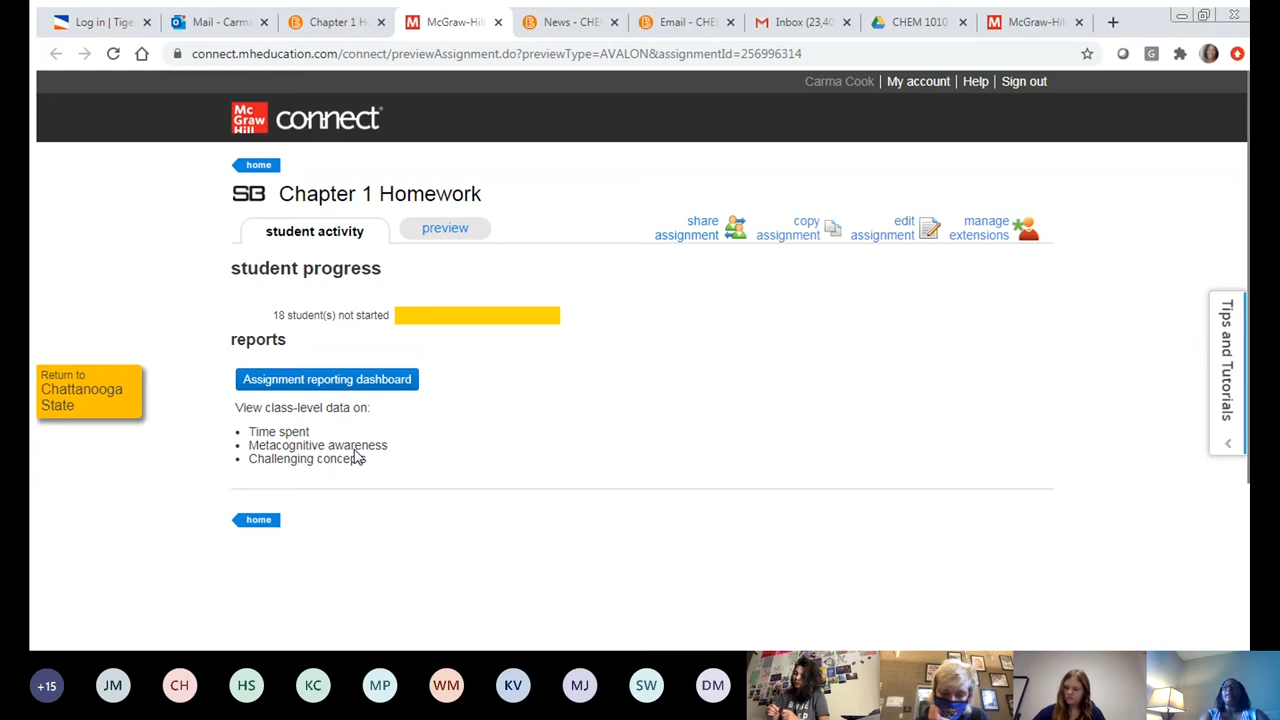 Log in | Tige
Mail - Carma
Chapter 1 H
McGraw-Hil
News - CHE
Email - CHE
Inbox (23,40
CHEM 1010
McGraw-Hil
connect.mheducation.com/connect/previewAssignment.do?previewType=AVALON&assignmentId=256996314
G
Carma Cook | My account | Help | Sign out
Mc
Graw
Hill
connect
home
SB Chapter 1 Homework
student activity
preview
share
assignment
copy
assignment
edit
assignment
manage
extensions
student progress
18 student(s) not started
reports
Assignment reporting dashboard
View class-level data on:
• Time spent
• Metacognitive awareness
• Challenging concepts
home
Return to
Chattanooga
State
Tips and Tutorials
+15
JM
CH
HS
KC
MP
WM
KV
MJ
SW
DM